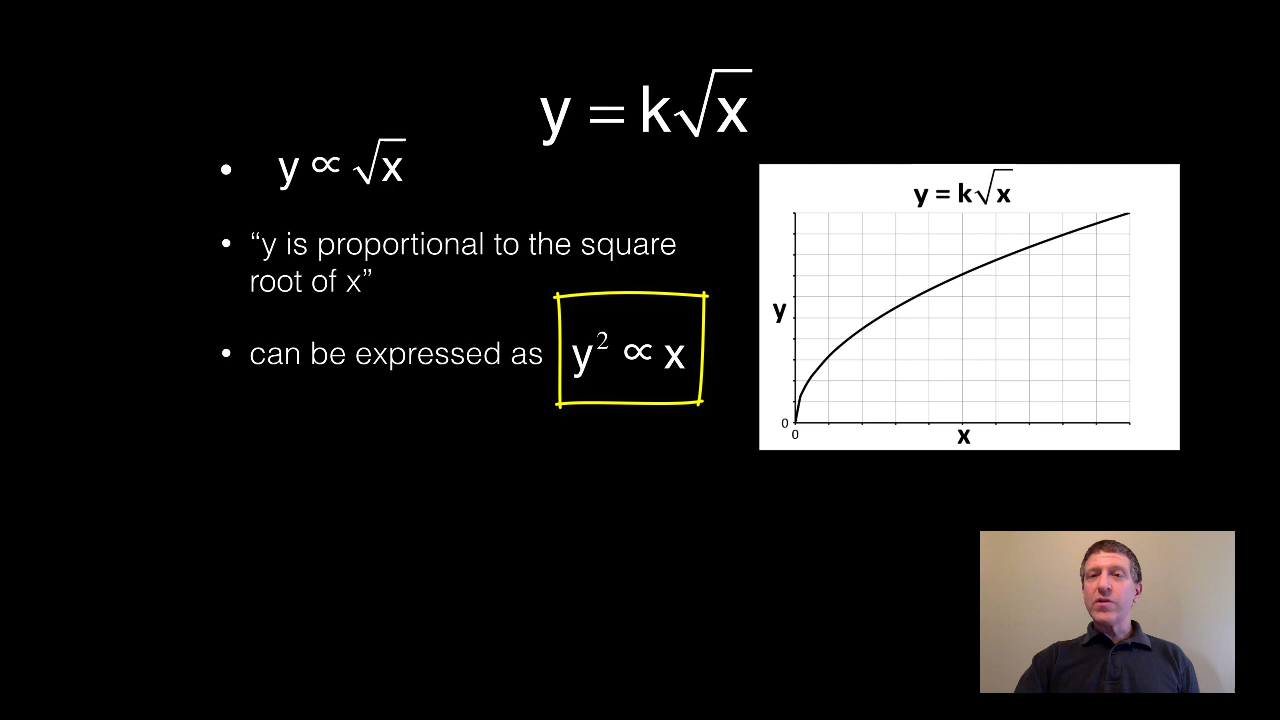 y = k√x
• y ∝ √x
• “y is proportional to the square
root of x”
• can be expressed as y² ∝ x
y = k√x
y
0
0
x